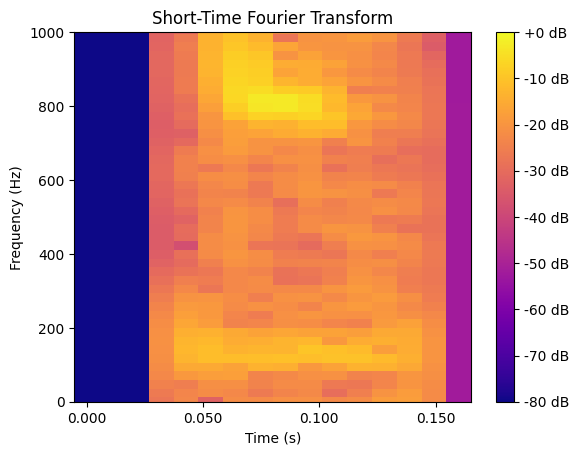 Short-Time Fourier Transform
Frequency (Hz)
1000
800
600
400
200
0
0.000
0.050
0.100
0.150
Time (s)
+0 dB
-10 dB
-20 dB
-30 dB
-40 dB
-50 dB
-60 dB
-70 dB
-80 dB